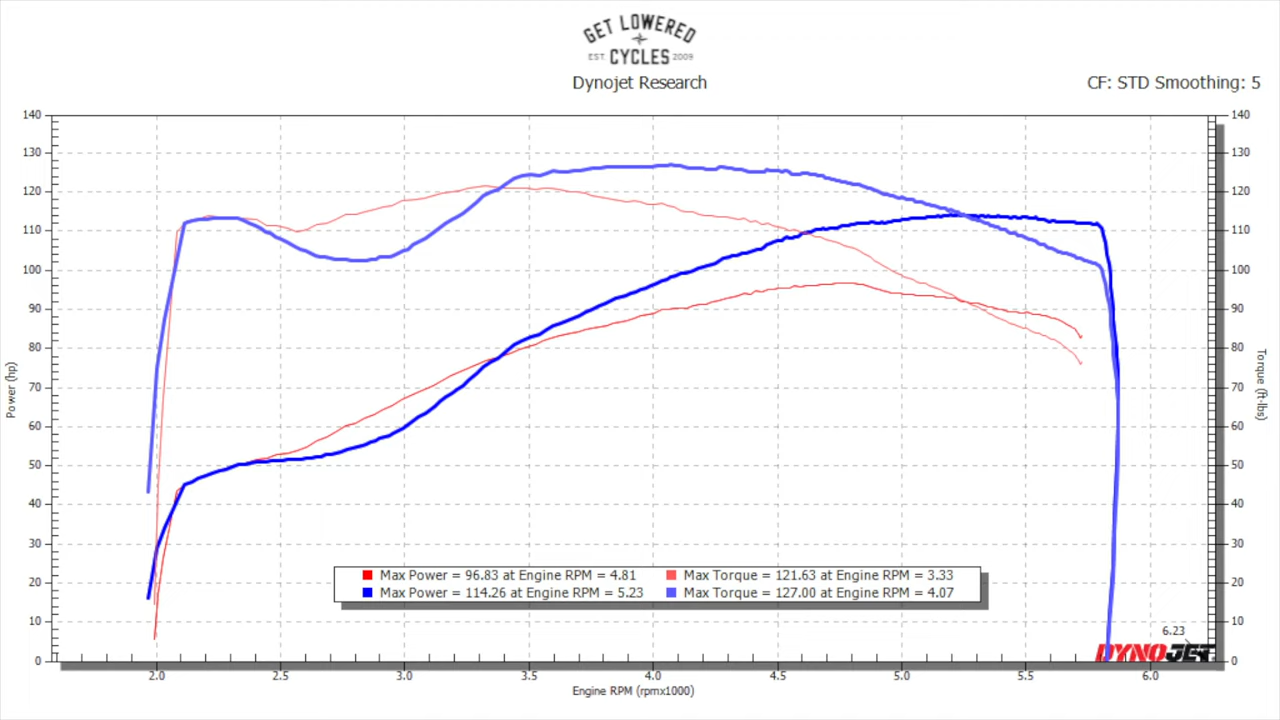 GET LOWERED
EST. CYCLES 2009
Dynojet Research
CF: STD Smoothing: 5
140 140
130 130
120 120
110 110
100 100
90 90
80 80
70 70
60 60
50 50
40 40
30 30
20 20
10 10
0 0
Power (hp)
Torque (ft-lbs)
Max Power = 96.83 at Engine RPM = 4.81 Max Torque = 121.63 at Engine RPM = 3.33
Max Power = 114.26 at Engine RPM = 5.23 Max Torque = 127.00 at Engine RPM = 4.07
6.23
DYNOJET
2.0 2.5 3.0 3.5 4.0 4.5 5.0 5.5 6.0
Engine RPM (rpmx1000)